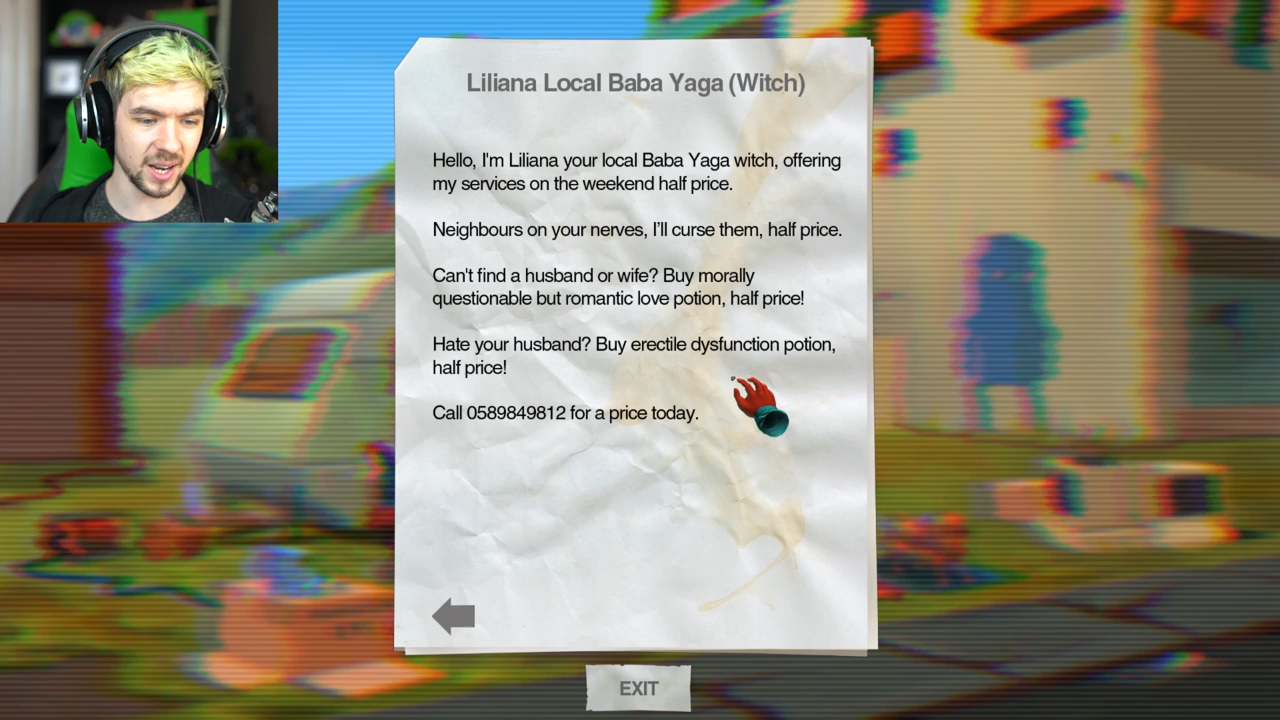 Liliana Local Baba Yaga (Witch)
Hello, I'm Liliana your local Baba Yaga witch, offering
my services on the weekend half price.
Neighbours on your nerves, I’ll curse them, half price.
Can't find a husband or wife? Buy morally
questionable but romantic love potion, half price!
Hate your husband? Buy erectile dysfunction potion,
half price!
Call 0589849812 for a price today.
EXIT